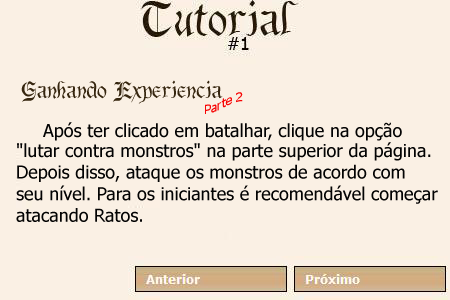 Tutorial
#1
Ganhando Experiencia
Parte 2
Após ter clicado em batalhar, clique na opção
"lutar contra monstros" na parte superior da página.
Depois disso, ataque os monstros de acordo com
seu nível. Para os iniciantes é recomendável começar
atacando Ratos.
Anterior
Próximo